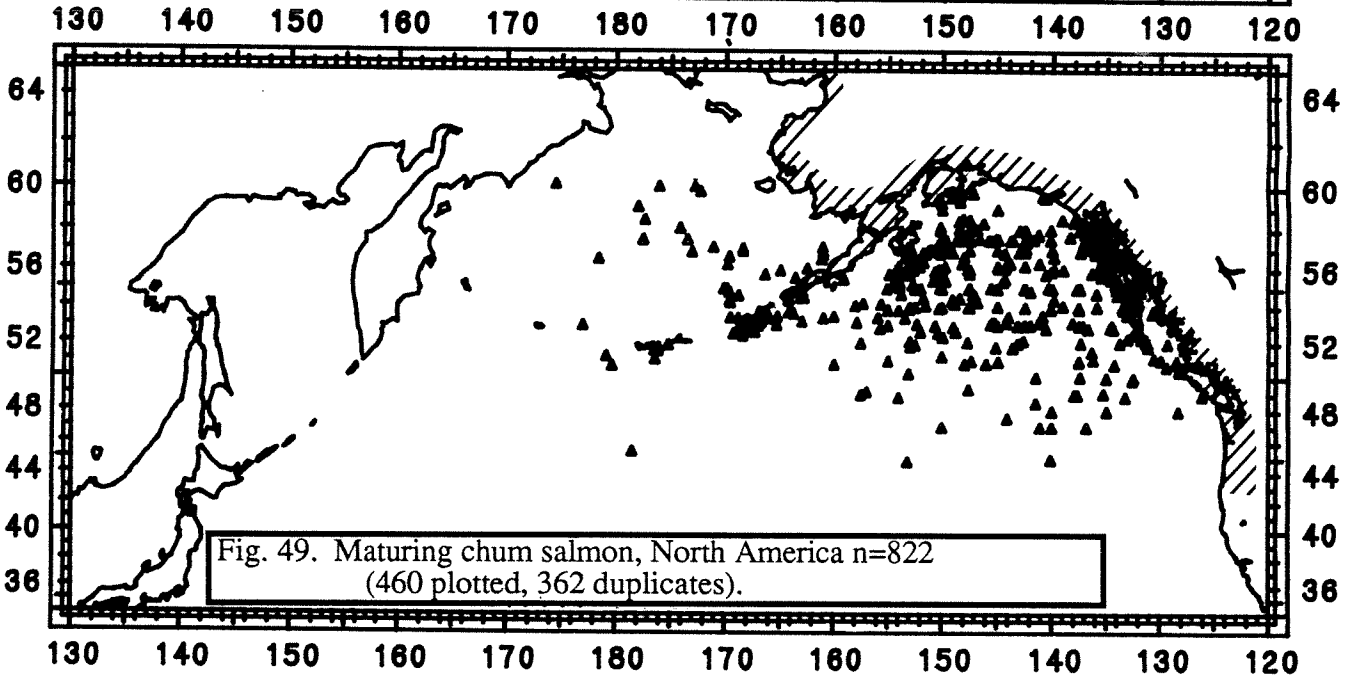 130 140 150 160 170 180 170 160 150 140 130 120
64 64
60 60
56 56
52 52
48 48
44 44
40 40
36 36
Fig. 49. Maturing chum salmon, North America n=822
(460 plotted, 362 duplicates).
130 140 150 160 170 180 170 160 150 140 130 120